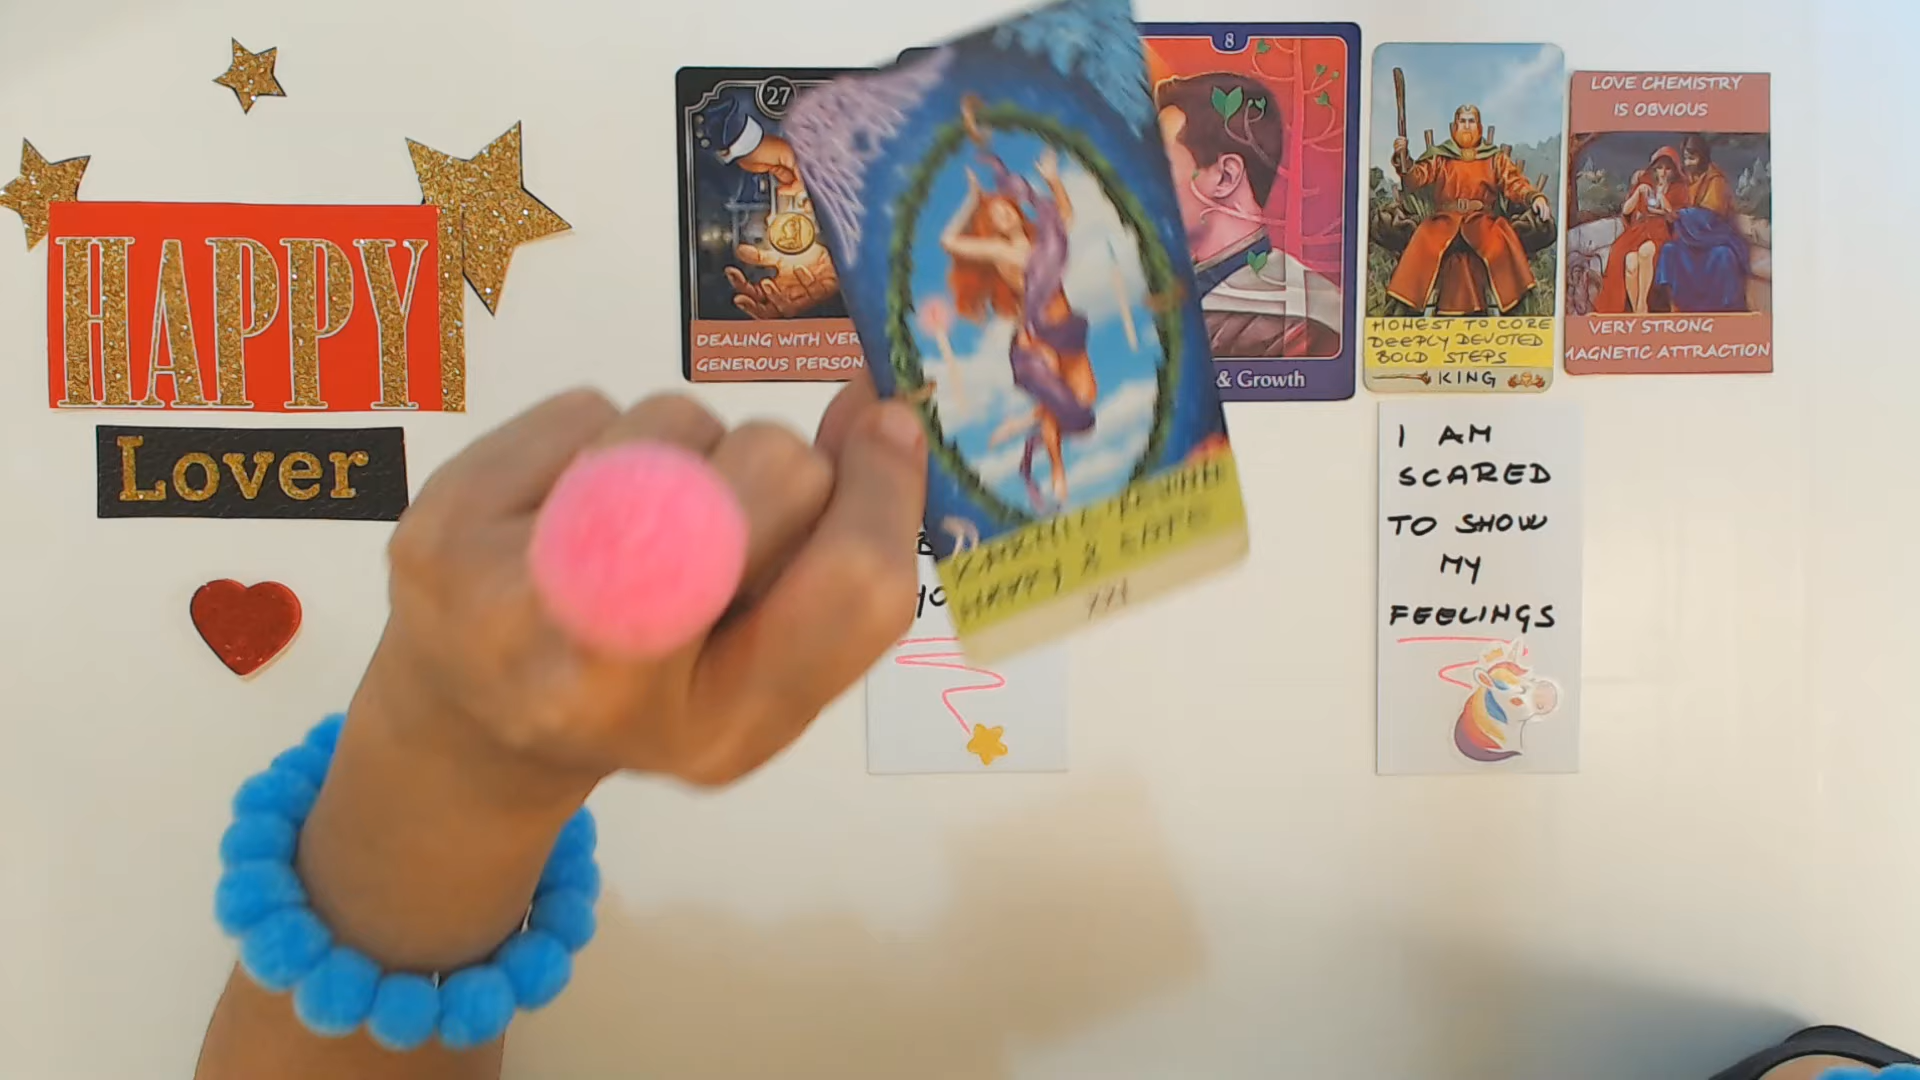 HAPPY
Lover
27
DEALING WITH VER
GENEROUS PERSON
8
& Growth
HONEST TO CORE
DEEPLY DEVOTED
BOLD STEPS
KING
LOVE CHEMISTRY
IS OBVIOUS
VERY STRONG
MAGNETIC ATTRACTION
HAPPY &
I AM
SCARED
TO SHOW
MY
FEELINGS